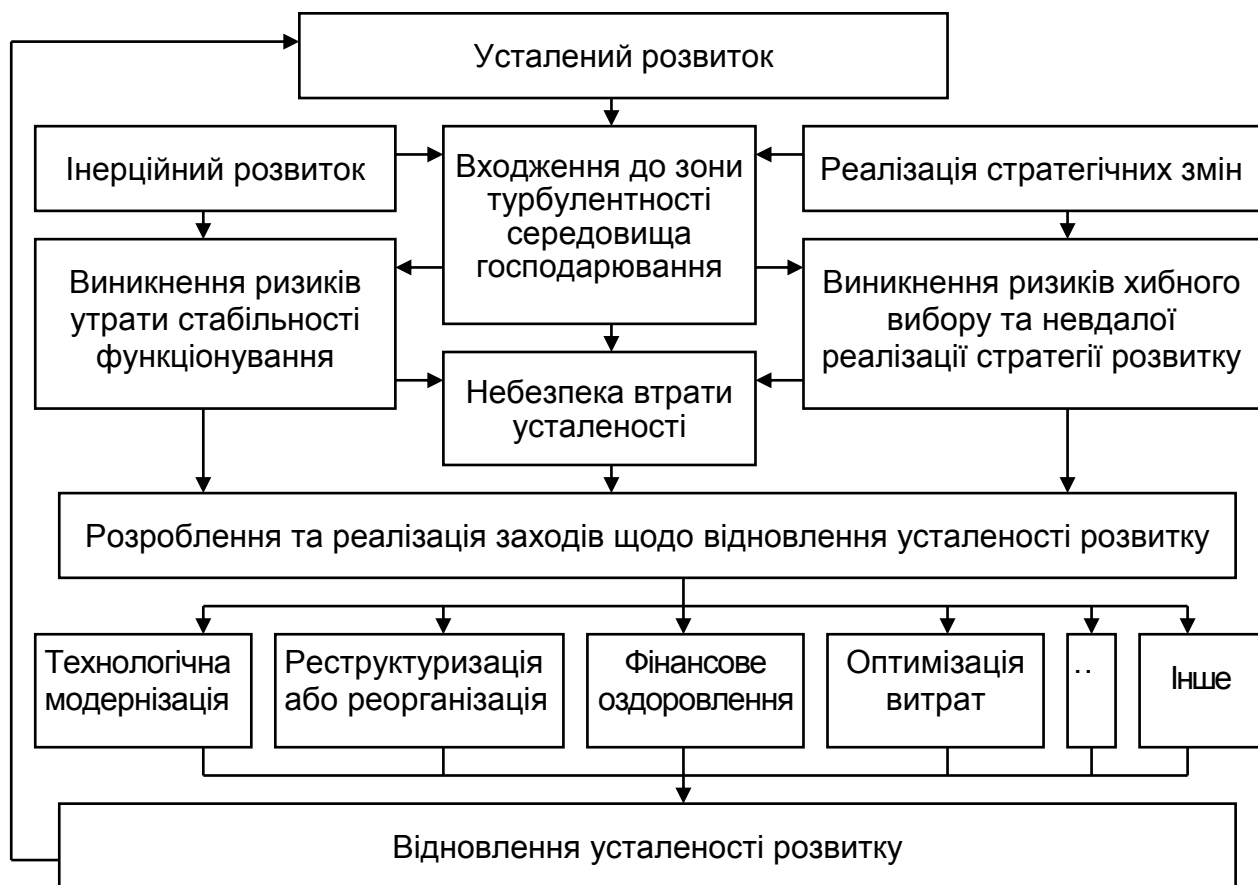 Усталений розвиток
Інерційний розвиток
Входження до зони
турбулентності
середовища
господарювання
Реалізація стратегічних змін
Виникнення ризиків
утрати стабільності
функціонування
Виникнення ризиків хибного
вибору та невдалої
реалізації стратегії розвитку
Небезпека втрати
усталеності
Розроблення та реалізація заходів щодо відновлення усталеності розвитку
Технологічна
модернізація
Реструктуризація
або реорганізація
Фінансове
оздоровлення
Оптимізація
витрат
..
Інше
Відновлення усталеності розвитку